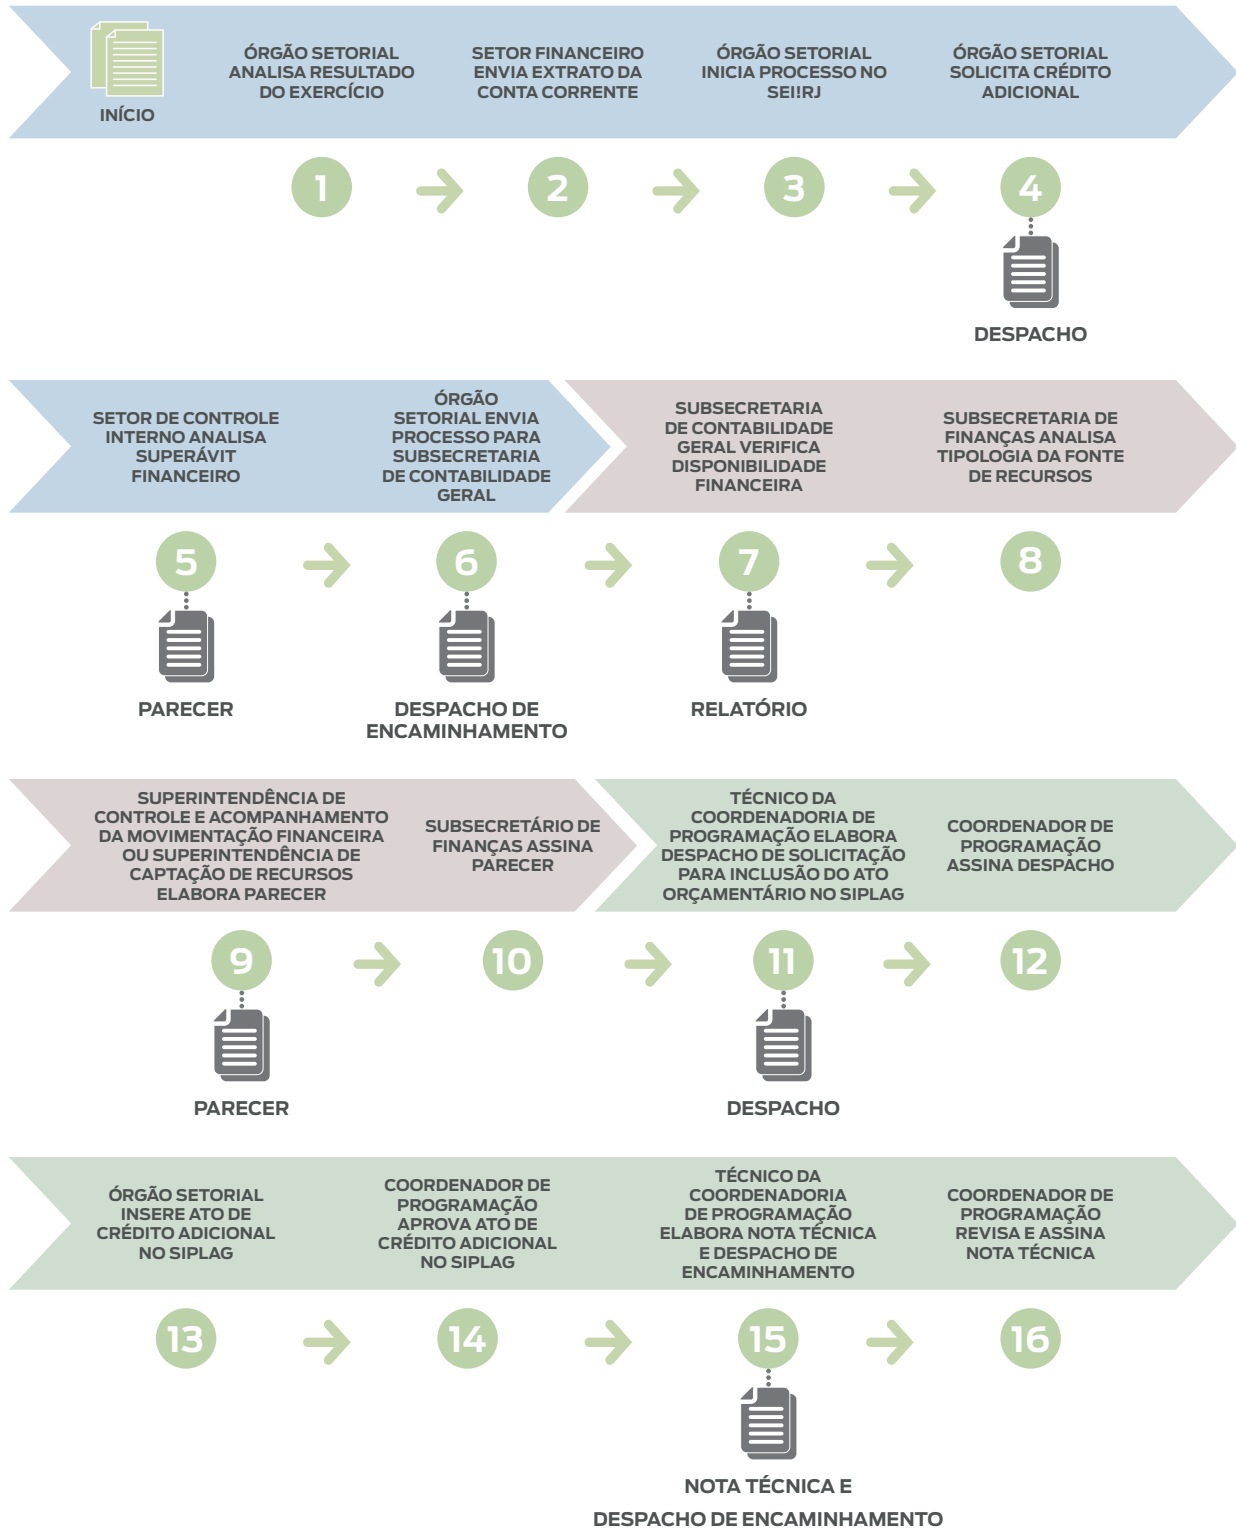 INÍCIO
ÓRGÃO SETORIAL
ANALISA RESULTADO
DO EXERCÍCIO
SETOR FINANCEIRO
ENVIA EXTRATO DA
CONTA CORRENTE
ÓRGÃO SETORIAL
INICIA PROCESSO NO
SEI!RJ
ÓRGÃO SETORIAL
SOLICITA CRÉDITO
ADICIONAL
1
2
3
4
DESPACHO
SETOR DE CONTROLE
INTERNO ANALISA
SUPERÁVIT
FINANCEIRO
ÓRGÃO
SETORIAL ENVIA
PROCESSO PARA
SUBSECRETARIA
DE CONTABILIDADE
GERAL
SUBSECRETARIA
DE CONTABILIDADE
GERAL VERIFICA
DISPONIBILIDADE
FINANCEIRA
SUBSECRETARIA DE
FINANÇAS ANALISA
TIPOLOGIA DA FONTE
DE RECURSOS
5
6
7
8
PARECER
DESPACHO DE
ENCAMINHAMENTO
RELATÓRIO
SUPERINTENDÊNCIA DE
CONTROLE E ACOMPANHAMENTO
DA MOVIMENTAÇÃO FINANCEIRA
OU SUPERINTENDÊNCIA DE
CAPTAÇÃO DE RECURSOS
ELABORA PARECER
SUBSECRETÁRIO DE
FINANÇAS ASSINA
PARECER
TÉCNICO DA
COORDENADORIA DE
PROGRAMAÇÃO ELABORA
DESPACHO DE SOLICITAÇÃO
PARA INCLUSÃO DO ATO
ORÇAMENTÁRIO NO SIPLAG
COORDENADOR DE
PROGRAMAÇÃO
ASSINA DESPACHO
9
10
11
12
PARECER
DESPACHO
ÓRGÃO SETORIAL
INSERE ATO DE
CRÉDITO ADICIONAL
NO SIPLAG
COORDENADOR DE
PROGRAMAÇÃO
APROVA ATO DE
CRÉDITO ADICIONAL
NO SIPLAG
TÉCNICO DA
COORDENADORIA
DE PROGRAMAÇÃO
ELABORA NOTA TÉCNICA
E DESPACHO DE
ENCAMINHAMENTO
COORDENADOR DE
PROGRAMAÇÃO
REVISA E ASSINA
NOTA TÉCNICA
13
14
15
16
NOTA TÉCNICA E
DESPACHO DE ENCAMINHAMENTO